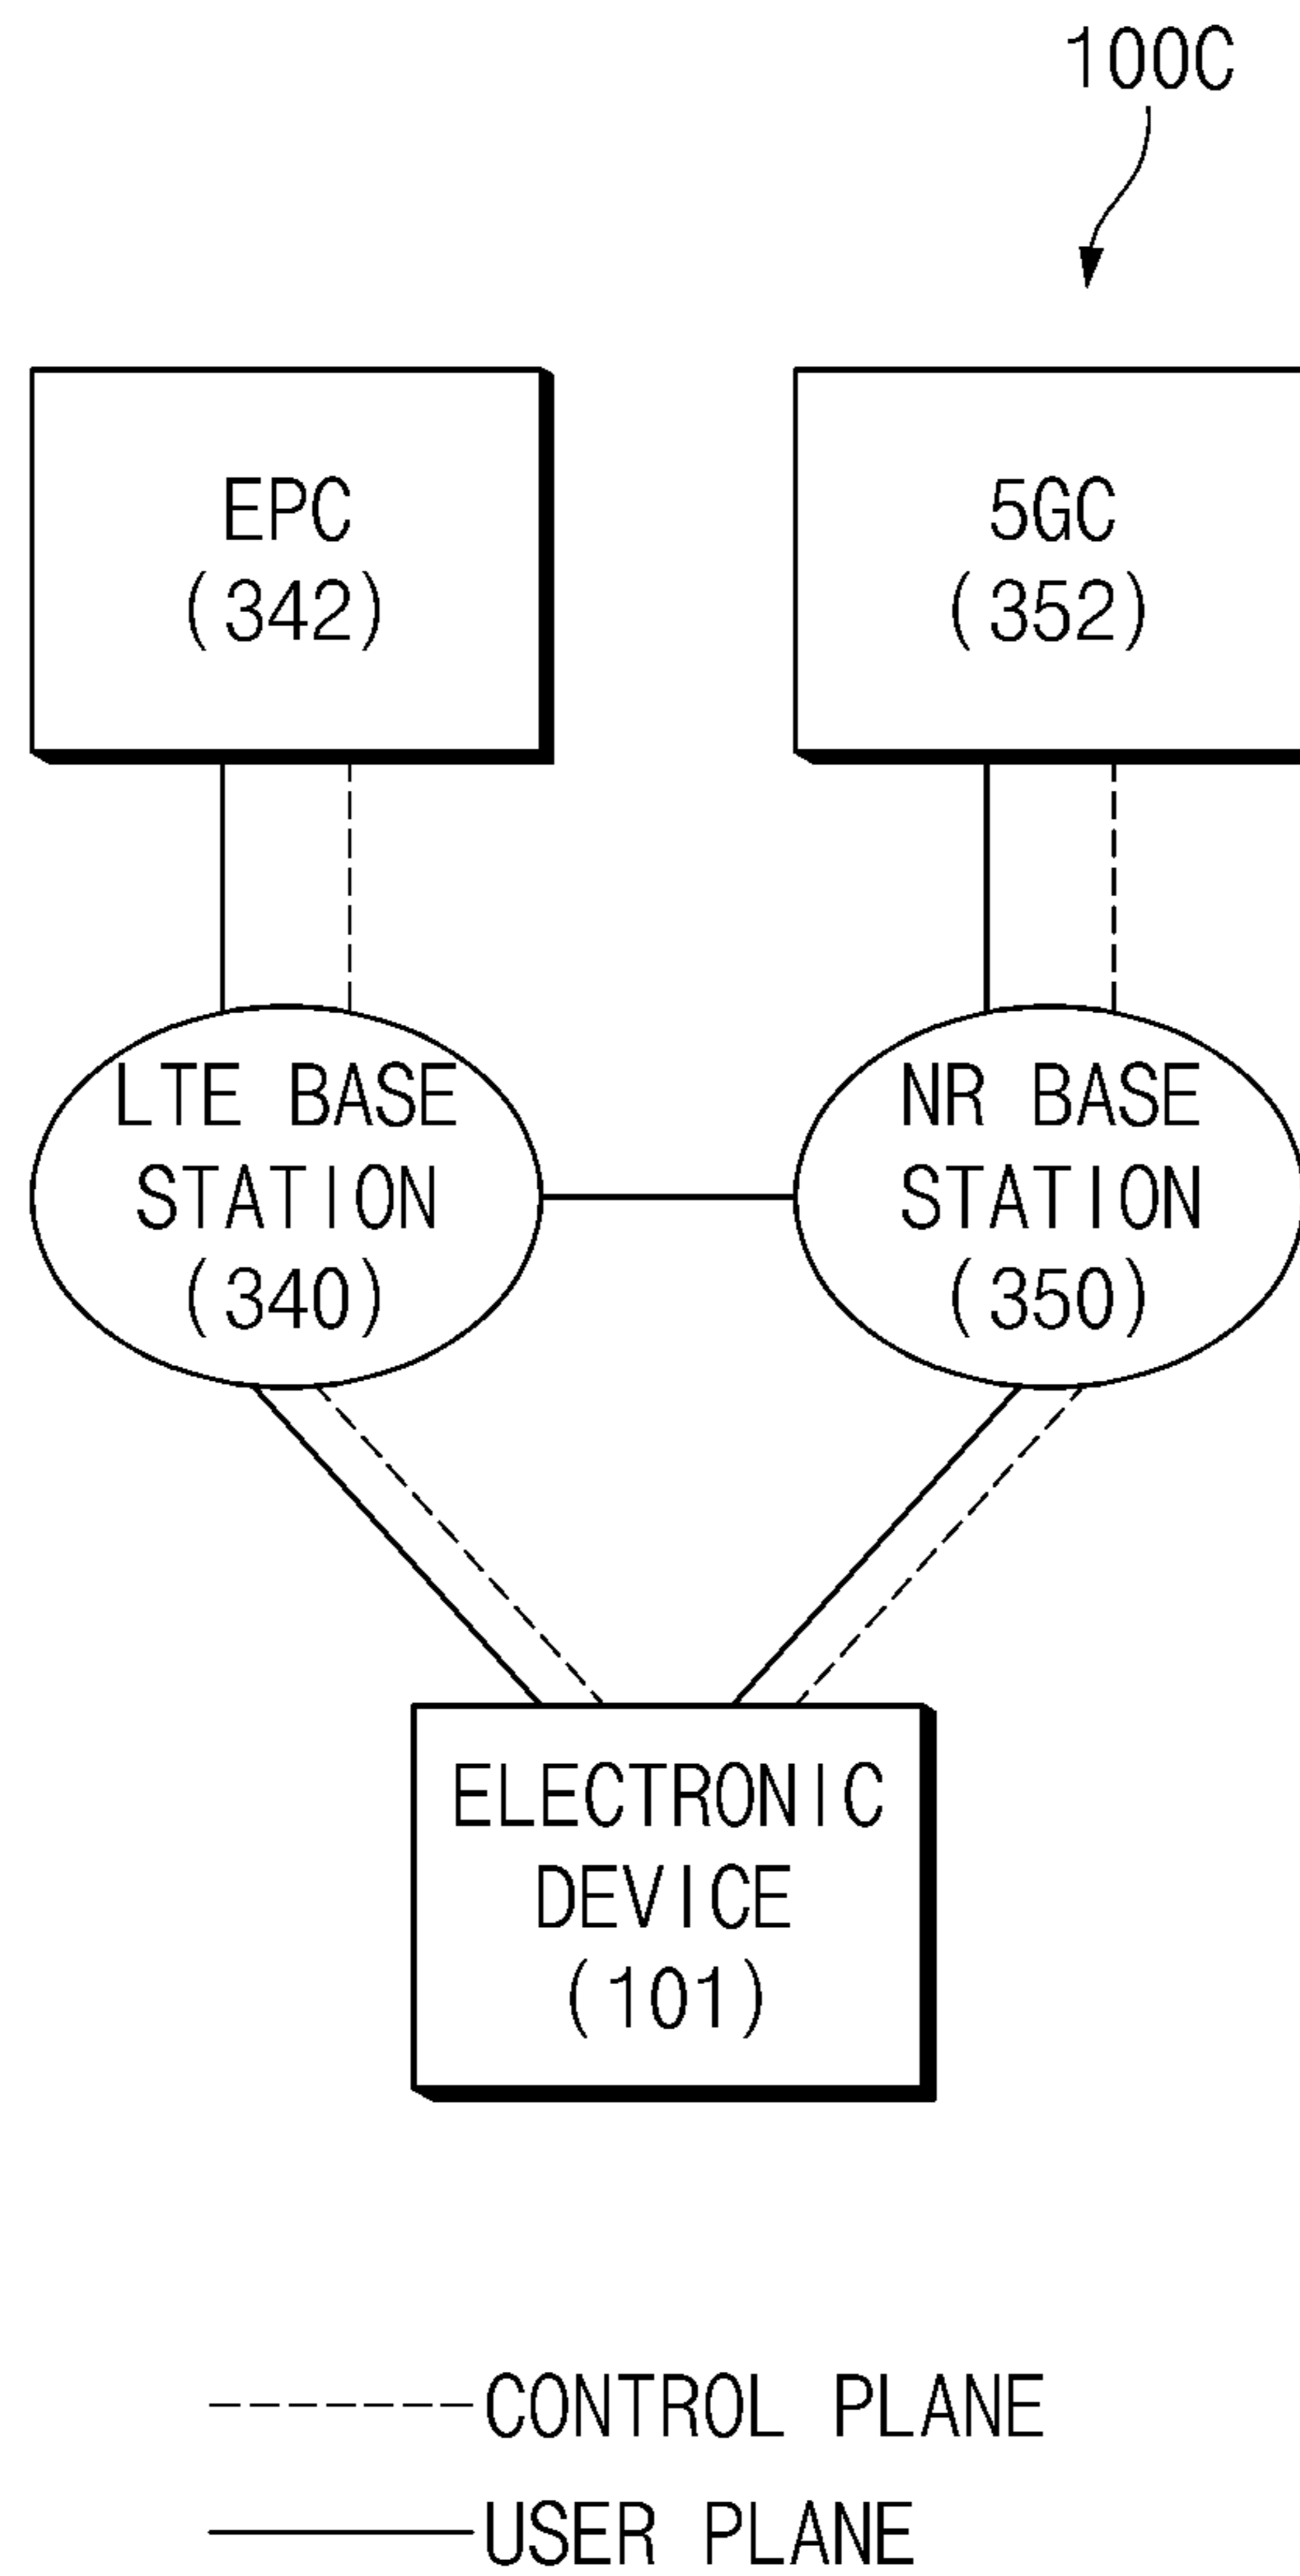 100C
EPC
(342)
5GC
(352)
LTE BASE
STATION
(340)
NR BASE
STATION
(350)
ELECTRONIC
DEVICE
(101)
CONTROL PLANE
USER PLANE